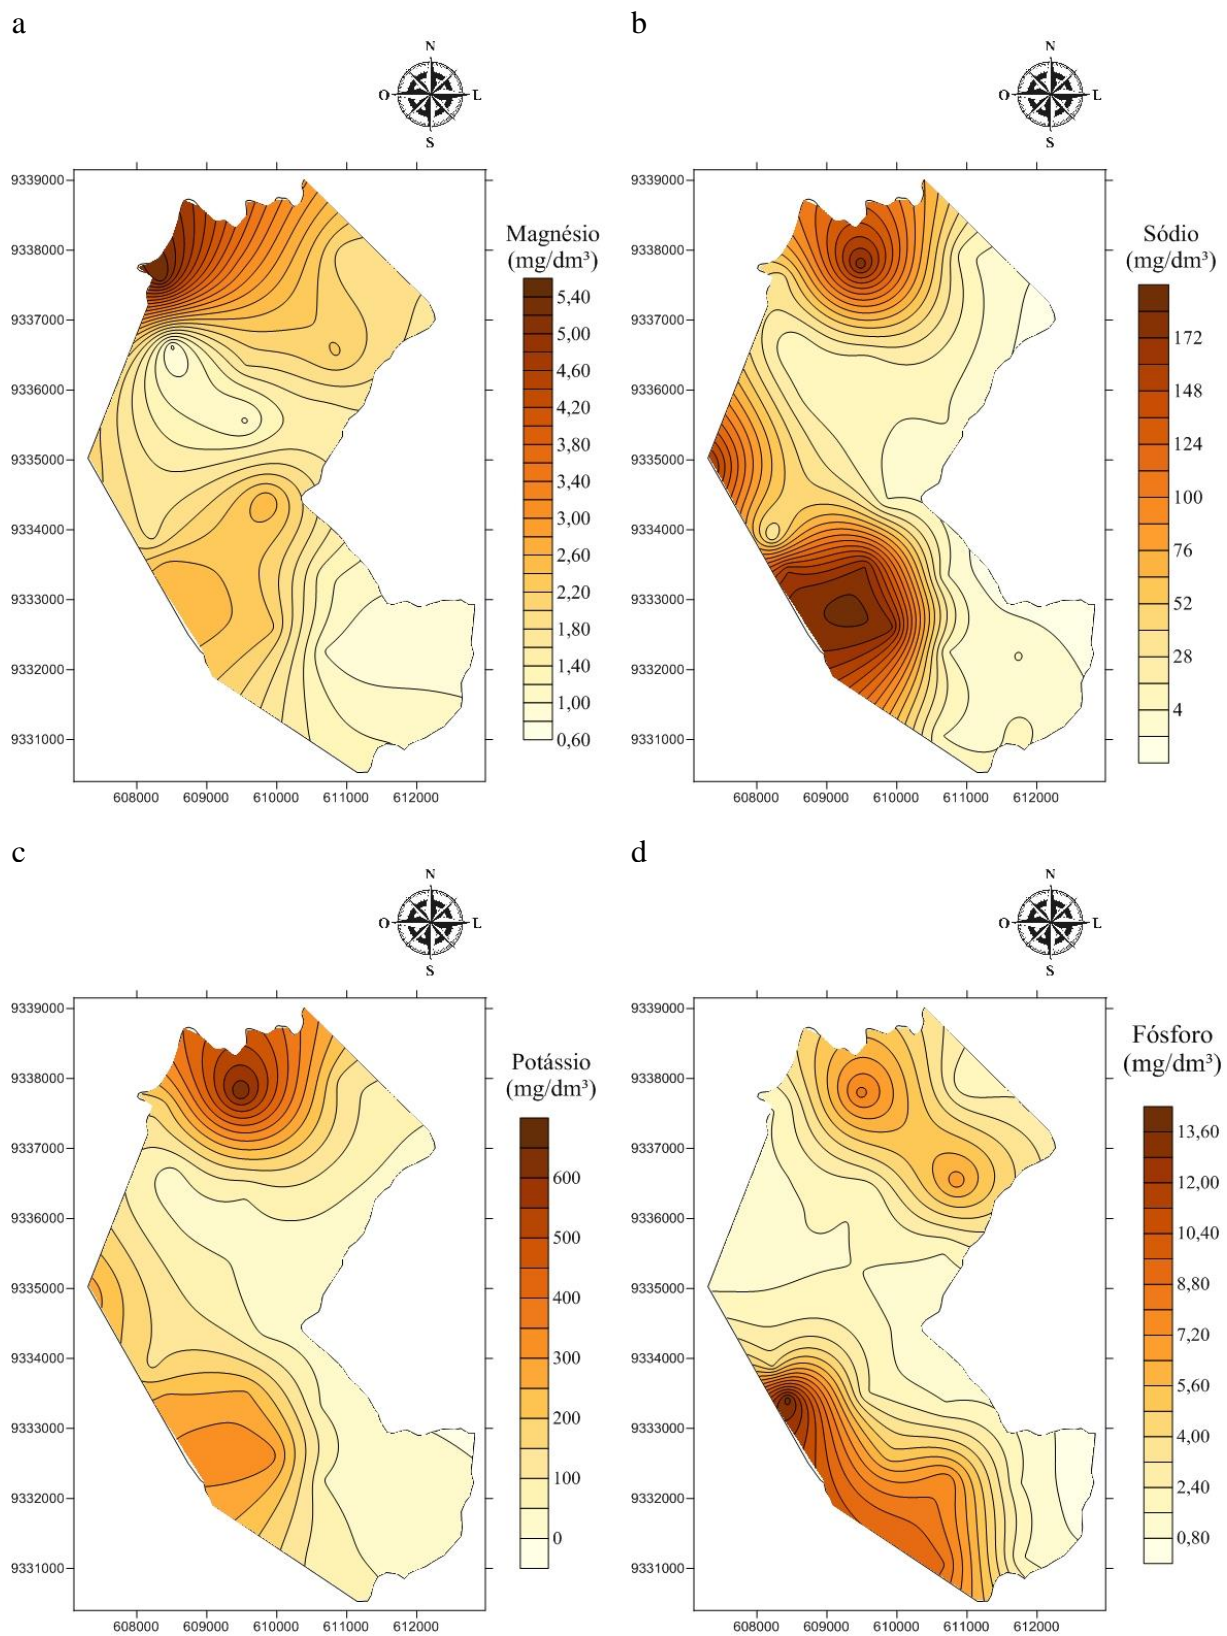 a
N
O
L
S
9339000
9338000
9337000
9336000
9335000
9334000
9333000
9332000
9331000
608000 609000 610000 611000 612000
Magnésio
(mg/dm³)
5,40
5,00
4,60
4,20
3,80
3,40
3,00
2,60
2,20
1,80
1,40
1,00
0,60
b
N
O
L
S
9339000
9338000
9337000
9336000
9335000
9334000
9333000
9332000
9331000
608000 609000 610000 611000 612000
Sódio
(mg/dm³)
172
148
124
100
76
52
28
4
c
N
O
L
S
9339000
9338000
9337000
9336000
9335000
9334000
9333000
9332000
9331000
608000 609000 610000 611000 612000
Potássio
(mg/dm³)
600
500
400
300
200
100
0
d
N
O
L
S
9339000
9338000
9337000
9336000
9335000
9334000
9333000
9332000
9331000
608000 609000 610000 611000 612000
Fósforo
(mg/dm³)
13,60
12,00
10,40
8,80
7,20
5,60
4,00
2,40
0,80